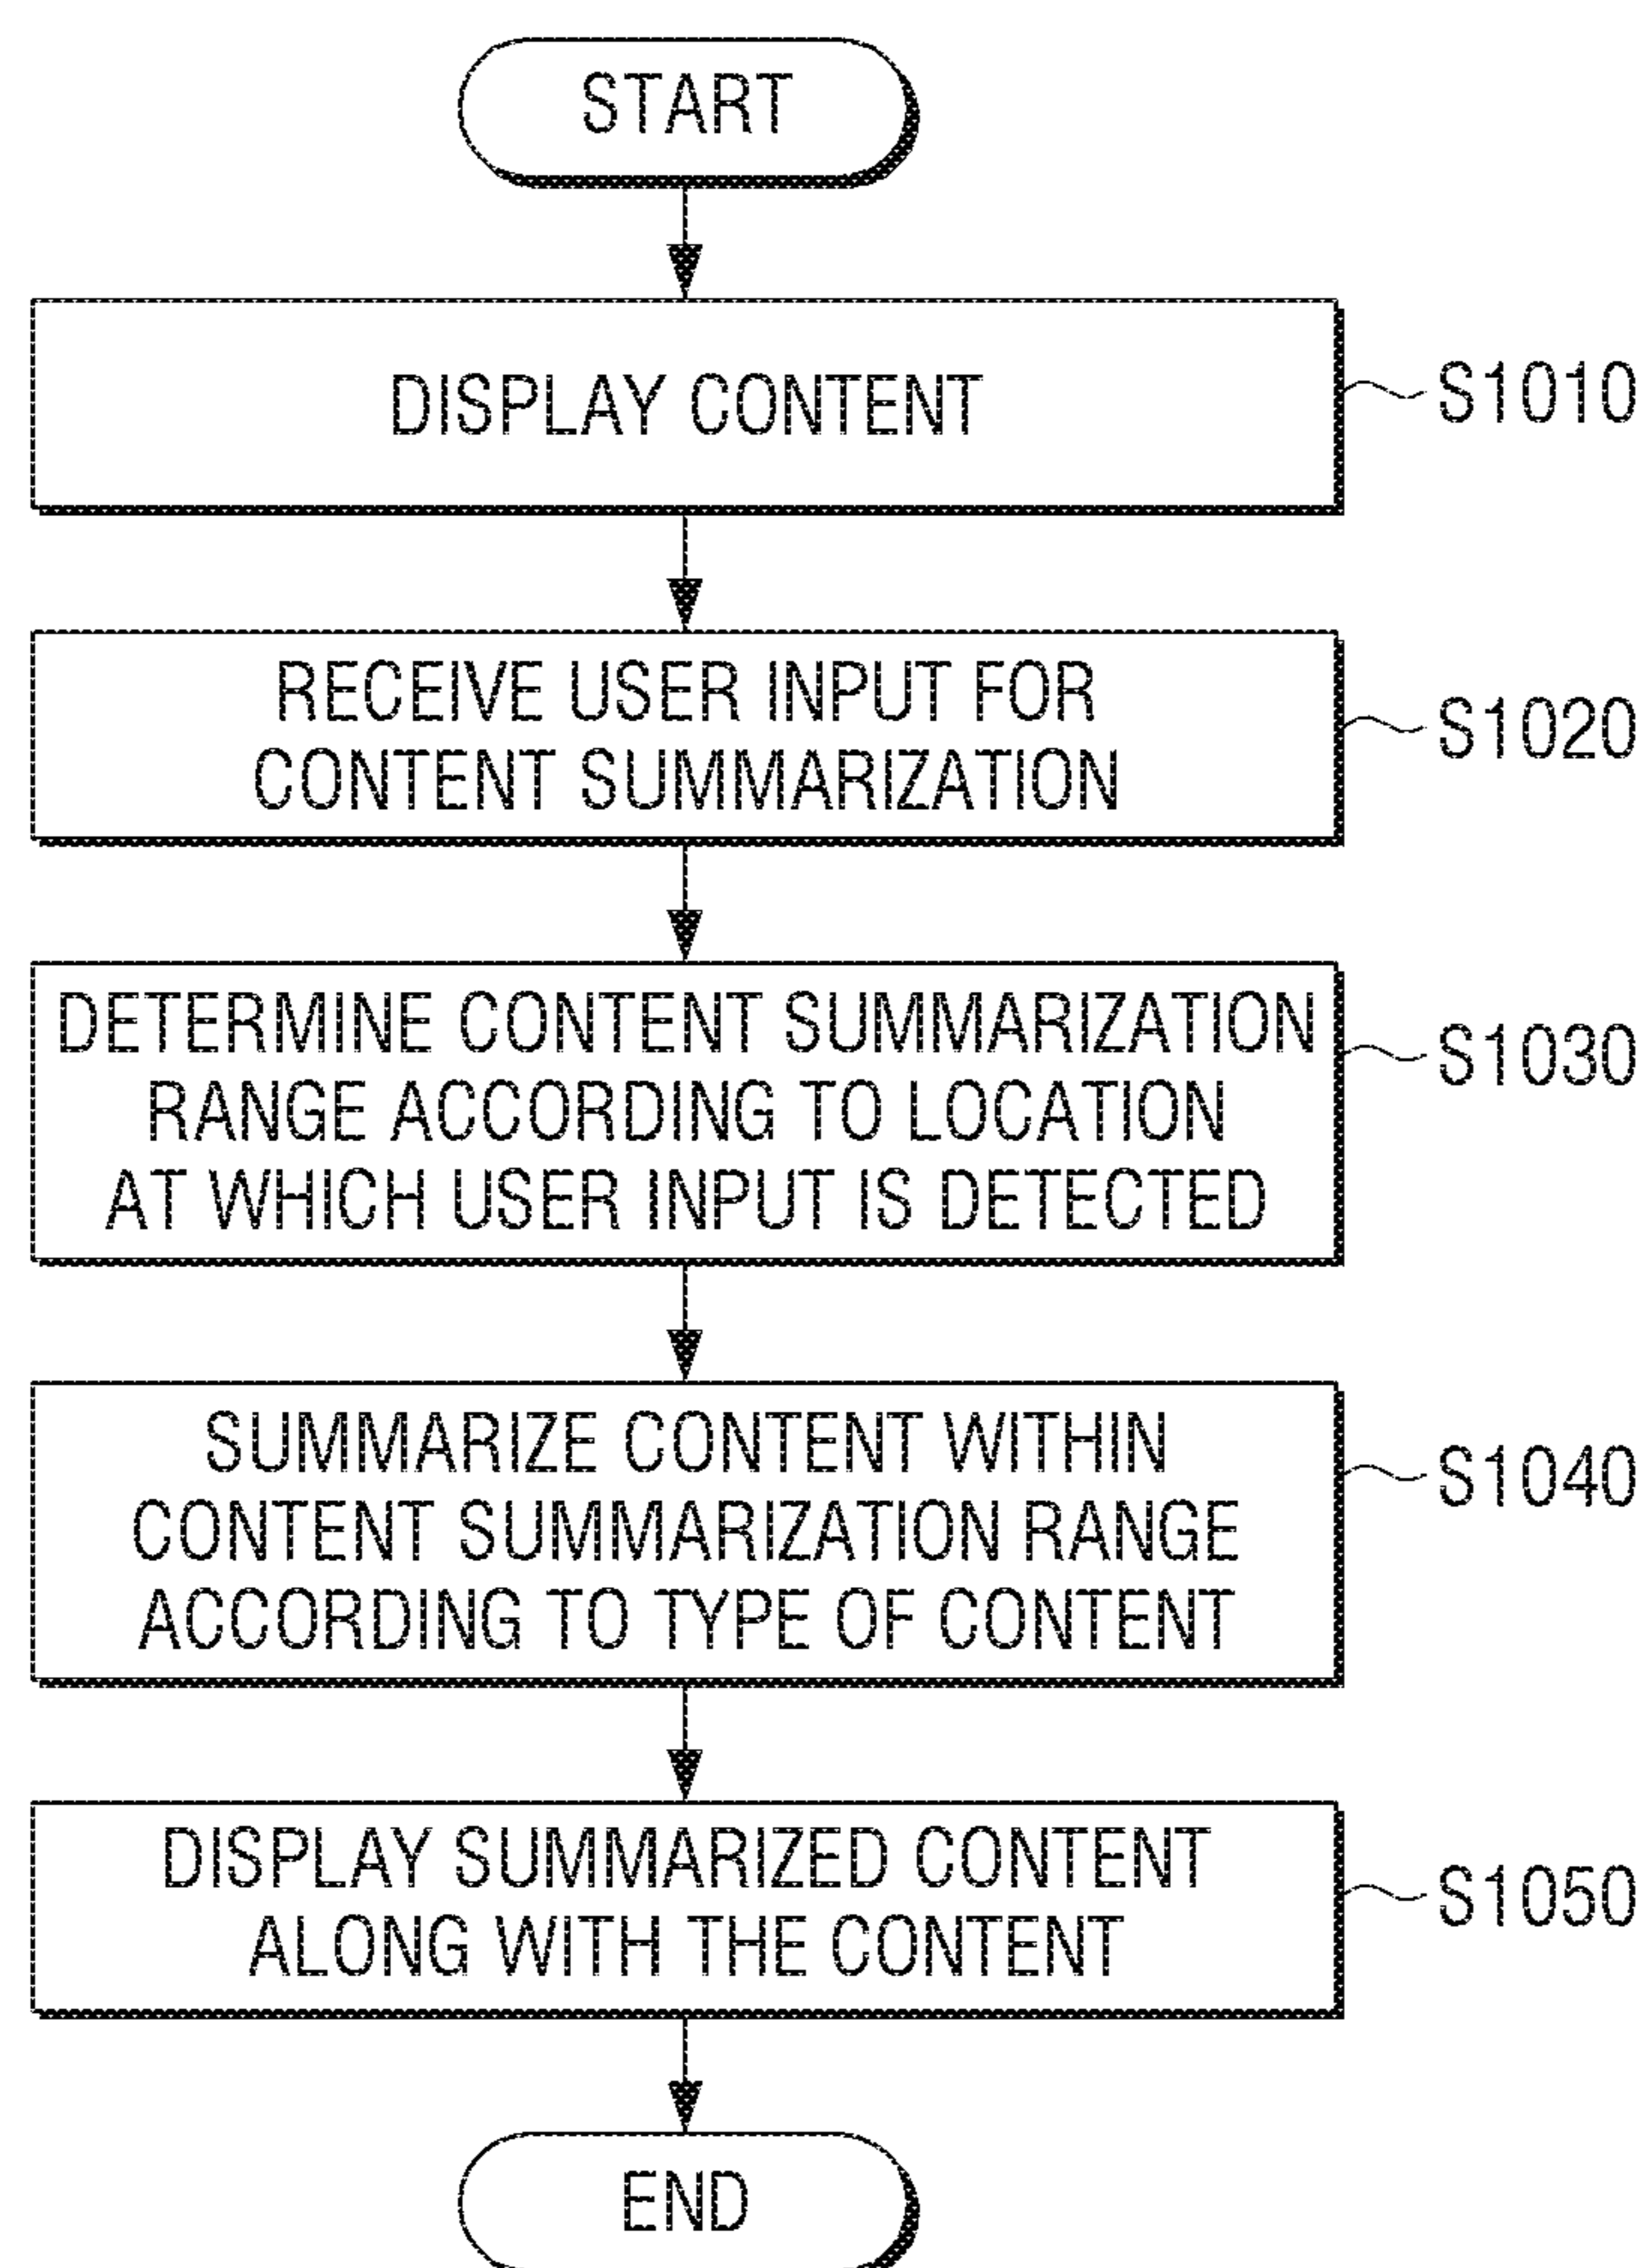 START
DISPLAY CONTENT
S1010
RECEIVE USER INPUT FOR
CONTENT SUMMARIZATION
S1020
DETERMINE CONTENT SUMMARIZATION
RANGE ACCORDING TO LOCATION
AT WHICH USER INPUT IS DETECTED
S1030
SUMMARIZE CONTENT WITHIN
CONTENT SUMMARIZATION RANGE
ACCORDING TO TYPE OF CONTENT
S1040
DISPLAY SUMMARIZED CONTENT
ALONG WITH THE CONTENT
S1050
END